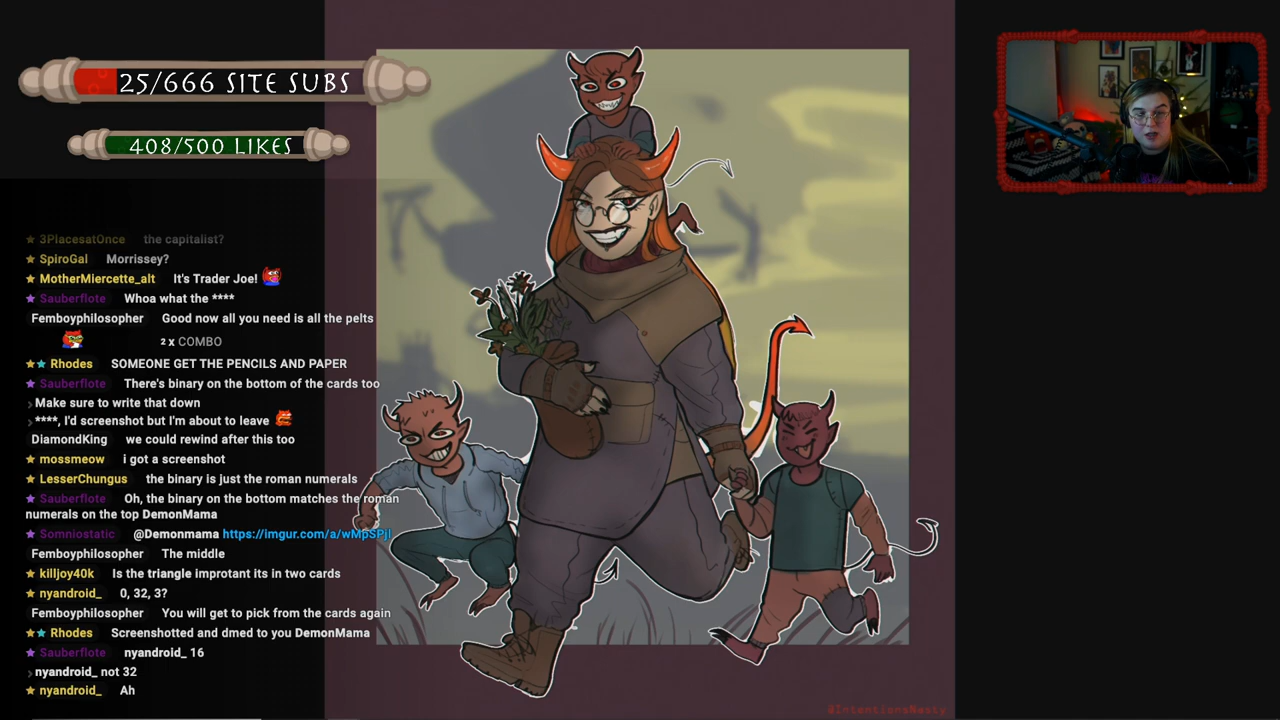 25/666 SITE SUBS
408/500 LIKES
3PlacesatOnce the capitalist?
SpiroGal Morrissey?
MotherMiercette_alt It's Trader Joe!
Sauberflote Whoa what the ****
Femboyphilosopher Good now all you need is all the pelts
2 x COMBO
Rhodes SOMEONE GET THE PENCILS AND PAPER
Sauberflote There's binary on the bottom of the cards too
Make sure to write that down
****, I'd screenshot but I'm about to leave
DiamondKing we could rewind after this too
mossmeow i got a screenshot
LesserChungus the binary is just the roman numerals
Sauberflote Oh, the binary on the bottom matches the roman
numerals on the top DemonMama
Somniostatic @Demonmama https://imgur.com/a/wMpSPjl
Femboyphilosopher The middle
killjoy40k Is the triangle improtant its in two cards
nyandroid_ 0, 32, 3?
Femboyphilosopher You will get to pick from the cards again
Rhodes Screenshotted and dmed to you DemonMama
Sauberflote nyandroid_ 16
nyandroid_ not 32
nyandroid_ Ah
@IntentionsNasty